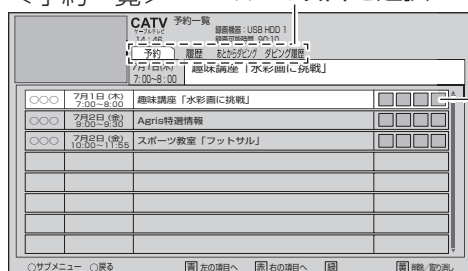 <予約一覧>
CATV 予約一覧
ケーブルテレビ 録画機器：USB HDD 1
14：46 録画可能時間 90:10
予約 履歴 あとからダビング ダビング履歴
7月1日(木) 趣味講座「水彩画に挑戦」
7:00~8:00
○○○ 7月1日 (木) 7:00~8:00 趣味講座「水彩画に挑戦」
○○○ 7月2日 (金) 9:00~9:30 Agris特選情報
○○○ 7月2日 (金) 10:00~11:55 スポーツ教室「フットサル」
○サブメニュー ○戻る 青 左の項目へ 赤 右の項目へ 緑 黄 削除/取り消し